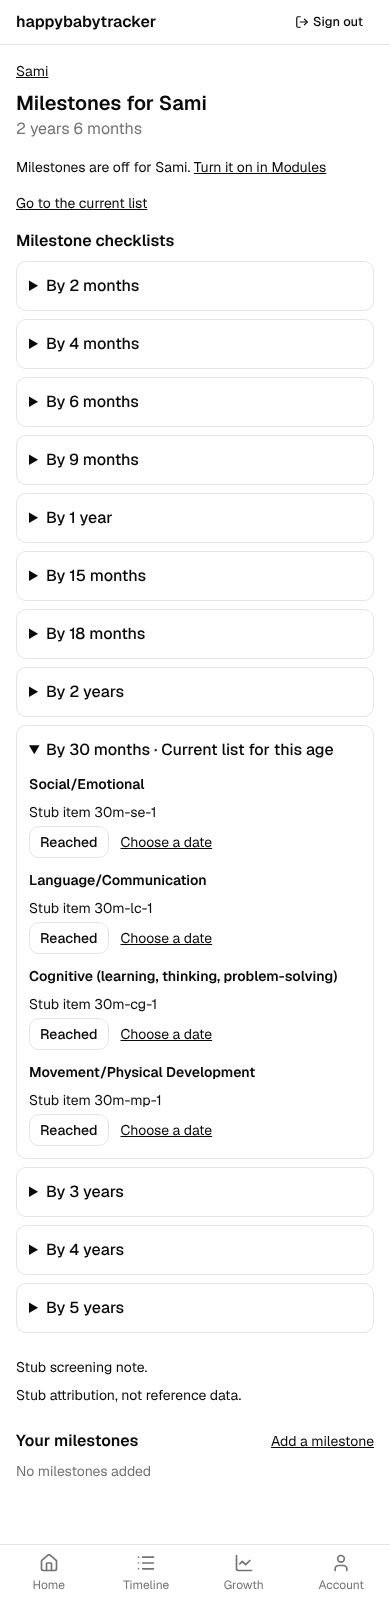 happybabytracker
Sign out
Sami
Milestones for Sami
2 years 6 months
Milestones are off for Sami. Turn it on in Modules
Go to the current list
Milestone checklists
By 2 months
By 4 months
By 6 months
By 9 months
By 1 year
By 15 months
By 18 months
By 2 years
By 30 months · Current list for this age
Social/Emotional
Stub item 30m-se-1
Reached Choose a date
Language/Communication
Stub item 30m-lc-1
Reached Choose a date
Cognitive (learning, thinking, problem-solving)
Stub item 30m-cg-1
Reached Choose a date
Movement/Physical Development
Stub item 30m-mp-1
Reached Choose a date
By 3 years
By 4 years
By 5 years
Stub screening note.
Stub attribution, not reference data.
Your milestones Add a milestone
No milestones added
Home Timeline Growth Account